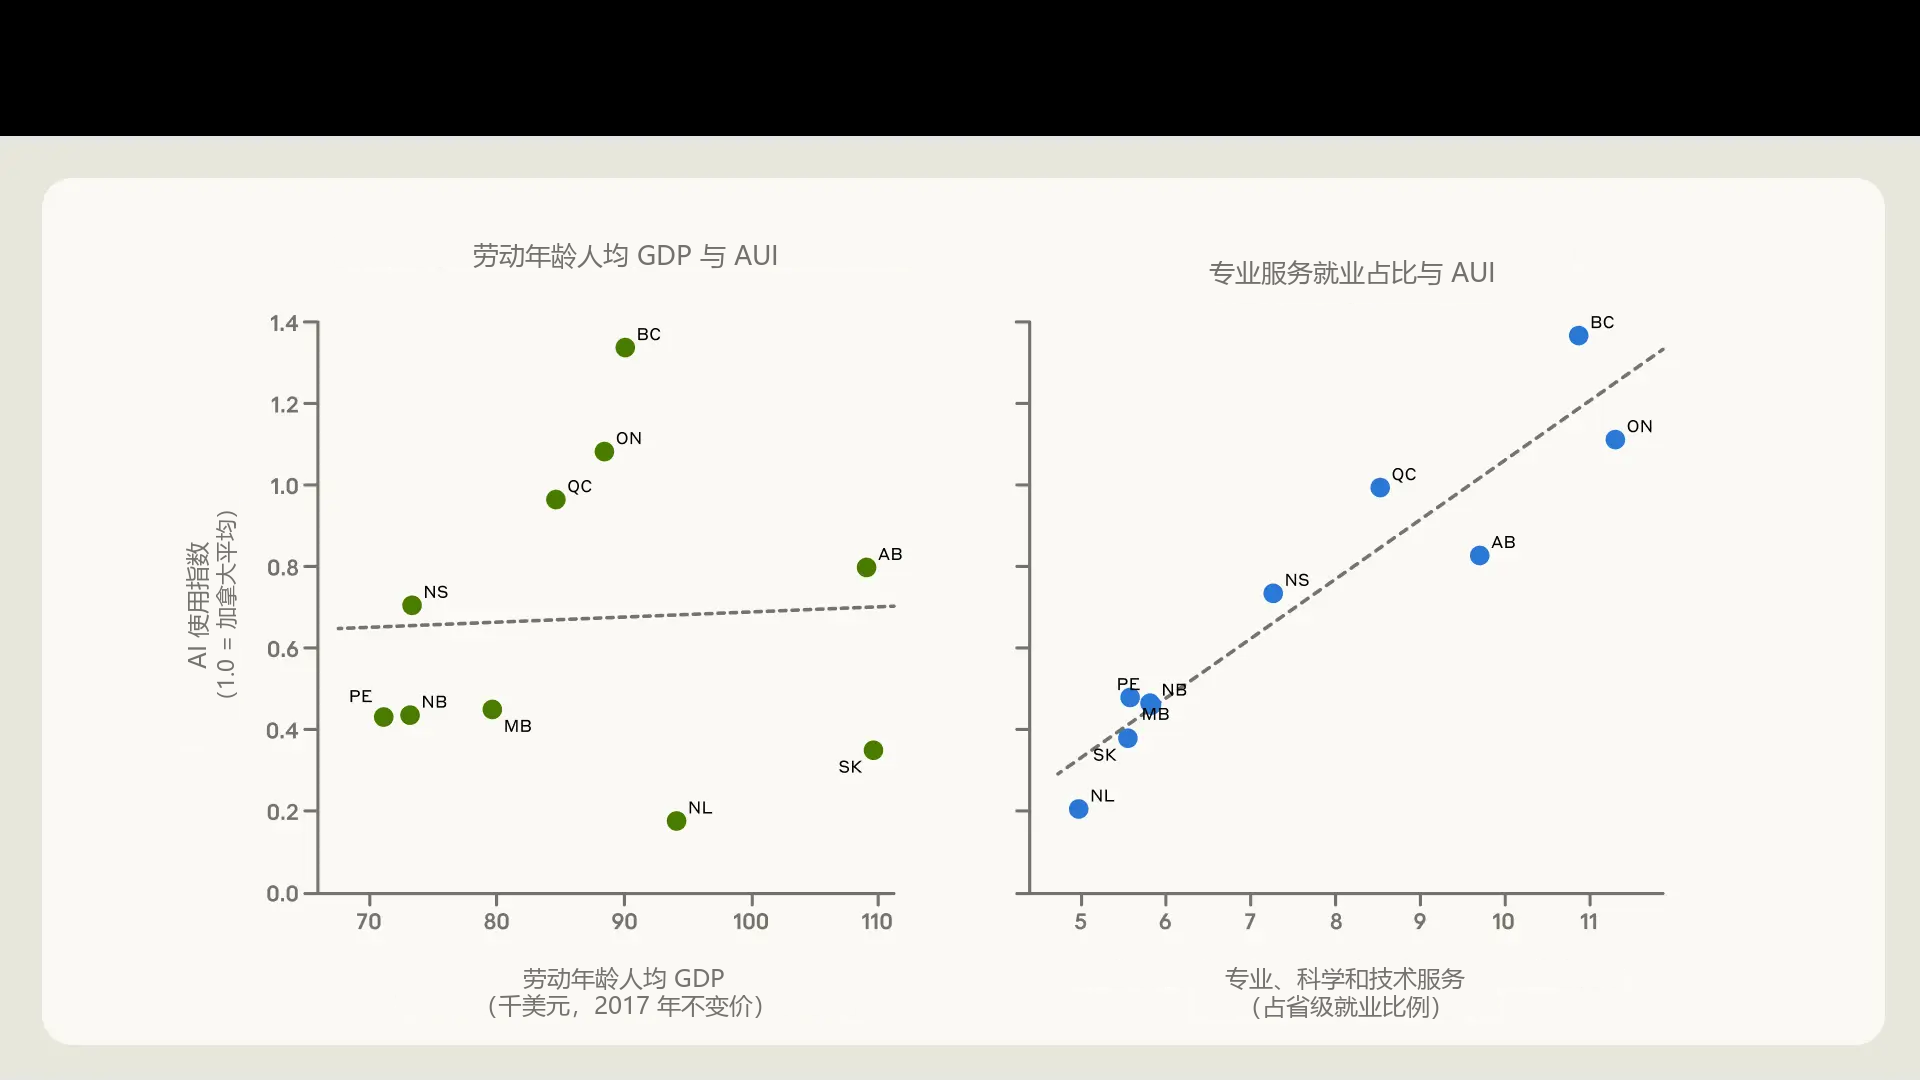 劳动年龄人均 GDP 与 AUI
1.4
1.2
1.0
0.8
0.6
0.4
0.2
0.0
AI 使用指数
（1.0 = 加拿大平均）
BC
ON
QC
AB
NS
PE
NB
MB
SK
NL
70
80
90
100
110
劳动年龄人均 GDP
（千美元，2017 年不变价）
专业服务就业占比与 AUI
BC
ON
QC
AB
NS
PE
NB
MB
SK
NL
5
6
7
8
9
10
11
专业、科学和技术服务
（占省级就业比例）